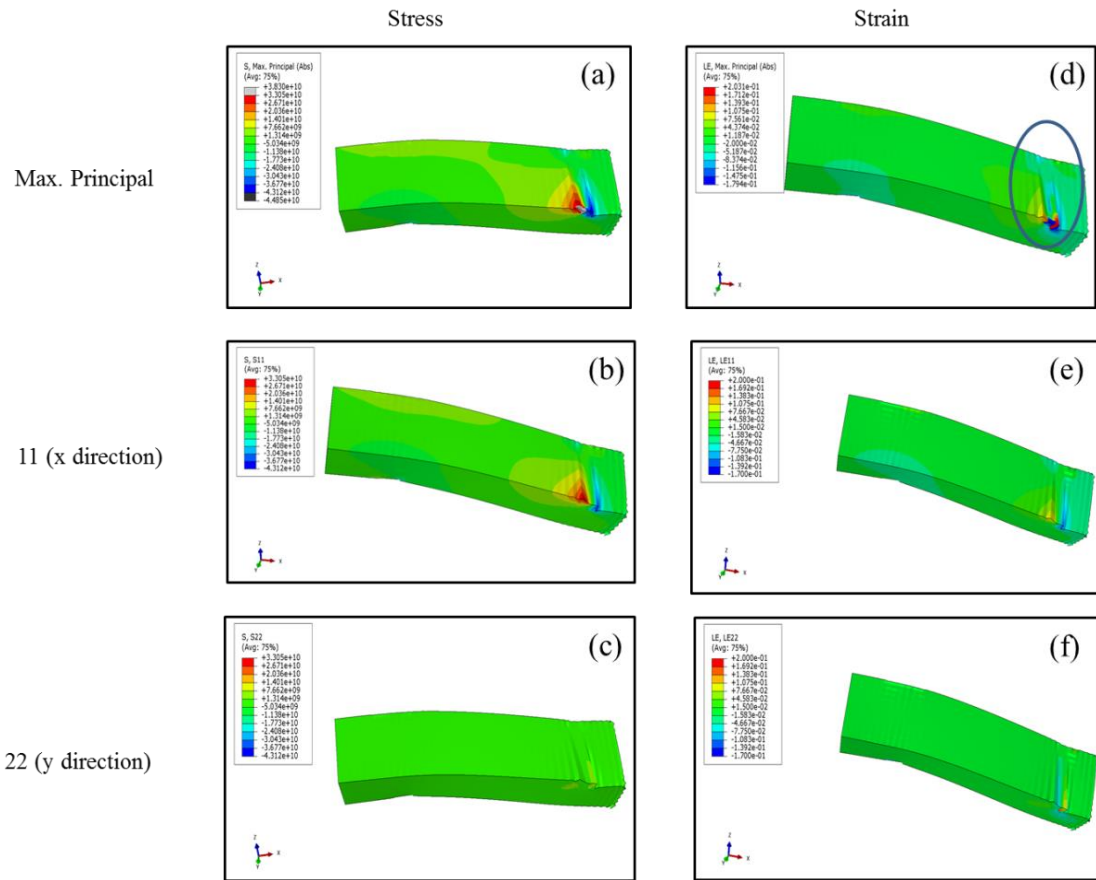 Stress
Strain
Max. Principal
S, Max. Principal (Abs)
(Avg: 75%)
+3.830e+10
+3.305e+10
+2.671e+10
+2.036e+10
+1.401e+10
+7.662e+09
+1.314e+09
-5.034e+09
-1.138e+10
-1.773e+10
-2.408e+10
-3.043e+10
-3.677e+10
-4.312e+10
-4.485e+10
(a)
Z
X
Y
LE, Max. Principal (Abs)
(Avg: 75%)
+2.031e-01
+1.712e-01
+1.393e-01
+1.075e-01
+7.561e-02
+4.374e-02
+1.187e-02
-2.000e-02
-5.187e-02
-8.374e-02
-1.156e-01
-1.475e-01
-1.794e-01
(d)
Z
X
Y
11 (x direction)
S, S11
(Avg: 75%)
+3.305e+10
+2.671e+10
+2.036e+10
+1.401e+10
+7.662e+09
+1.314e+09
-5.034e+09
-1.138e+10
-1.773e+10
-2.408e+10
-3.043e+10
-3.677e+10
-4.312e+10
(b)
Z
X
Y
LE, LE11
(Avg: 75%)
+2.000e-01
+1.692e-01
+1.383e-01
+1.075e-01
+7.667e-02
+4.583e-02
+1.500e-02
-1.583e-02
-4.667e-02
-7.750e-02
-1.083e-01
-1.392e-01
-1.700e-01
(e)
Z
X
Y
22 (y direction)
S, S22
(Avg: 75%)
+3.305e+10
+2.671e+10
+2.036e+10
+1.401e+10
+7.662e+09
+1.314e+09
-5.034e+09
-1.138e+10
-1.773e+10
-2.408e+10
-3.043e+10
-3.677e+10
-4.312e+10
(c)
Z
X
Y
LE, LE22
(Avg: 75%)
+2.000e-01
+1.692e-01
+1.383e-01
+1.075e-01
+7.667e-02
+4.583e-02
+1.500e-02
-1.583e-02
-4.667e-02
-7.750e-02
-1.083e-01
-1.392e-01
-1.700e-01
(f)
Z
X
Y